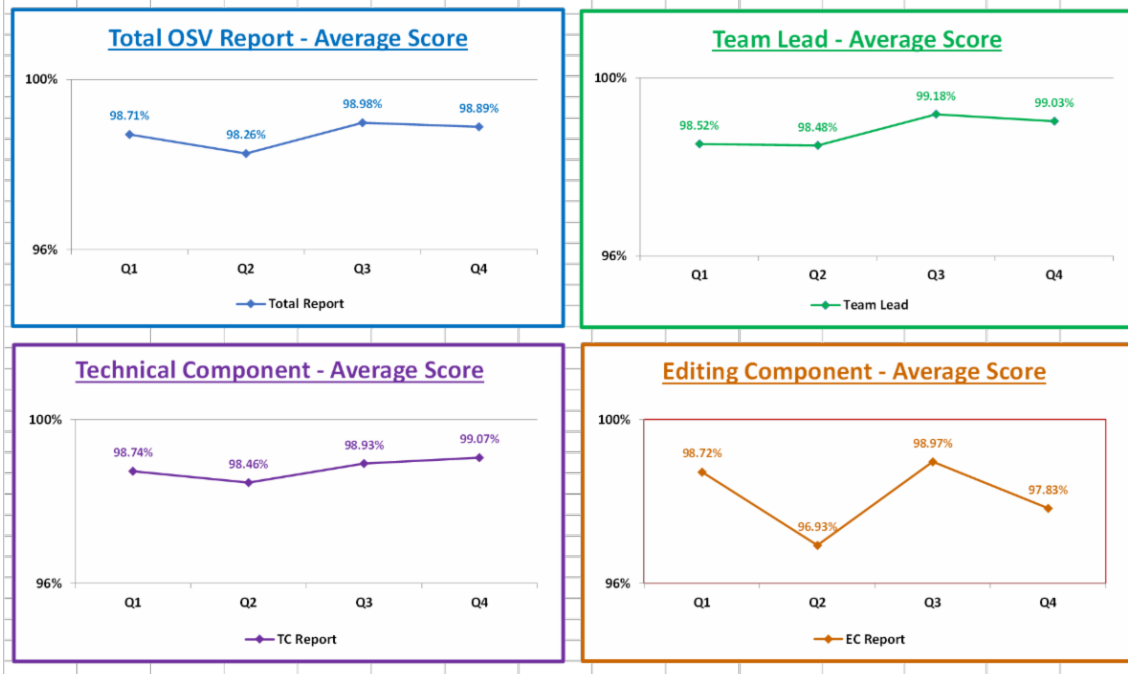 Total OSV Report - Average Score
100%
98.71%
98.26%
98.98%
98.89%
96%
Q1 Q2 Q3 Q4
Total Report
Team Lead - Average Score
100%
98.52%
98.48%
99.18%
99.03%
96%
Q1 Q2 Q3 Q4
Team Lead
Technical Component - Average Score
100%
98.74%
98.46%
98.93%
99.07%
96%
Q1 Q2 Q3 Q4
TC Report
Editing Component - Average Score
100%
98.72%
96.93%
98.97%
97.83%
96%
Q1 Q2 Q3 Q4
EC Report